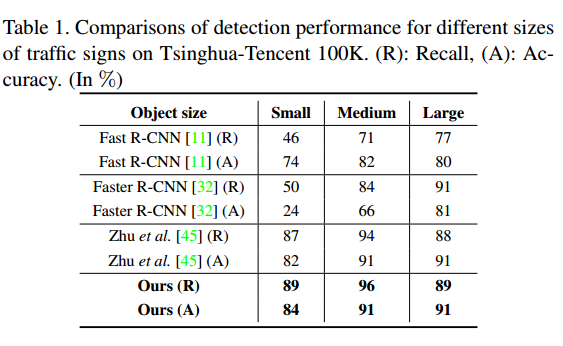 Table 1. Comparisons of detection performance for different sizes
of traffic signs on Tsinghua-Tencent 100K. (R): Recall, (A): Ac-
curacy. (In %)
Object size Small Medium Large
Fast R-CNN [11] (R) 46 71 77
Fast R-CNN [11] (A) 74 82 80
Faster R-CNN [32] (R) 50 84 91
Faster R-CNN [32] (A) 24 66 81
Zhu et al. [45] (R) 87 94 88
Zhu et al. [45] (A) 82 91 91
Ours (R) 89 96 89
Ours (A) 84 91 91